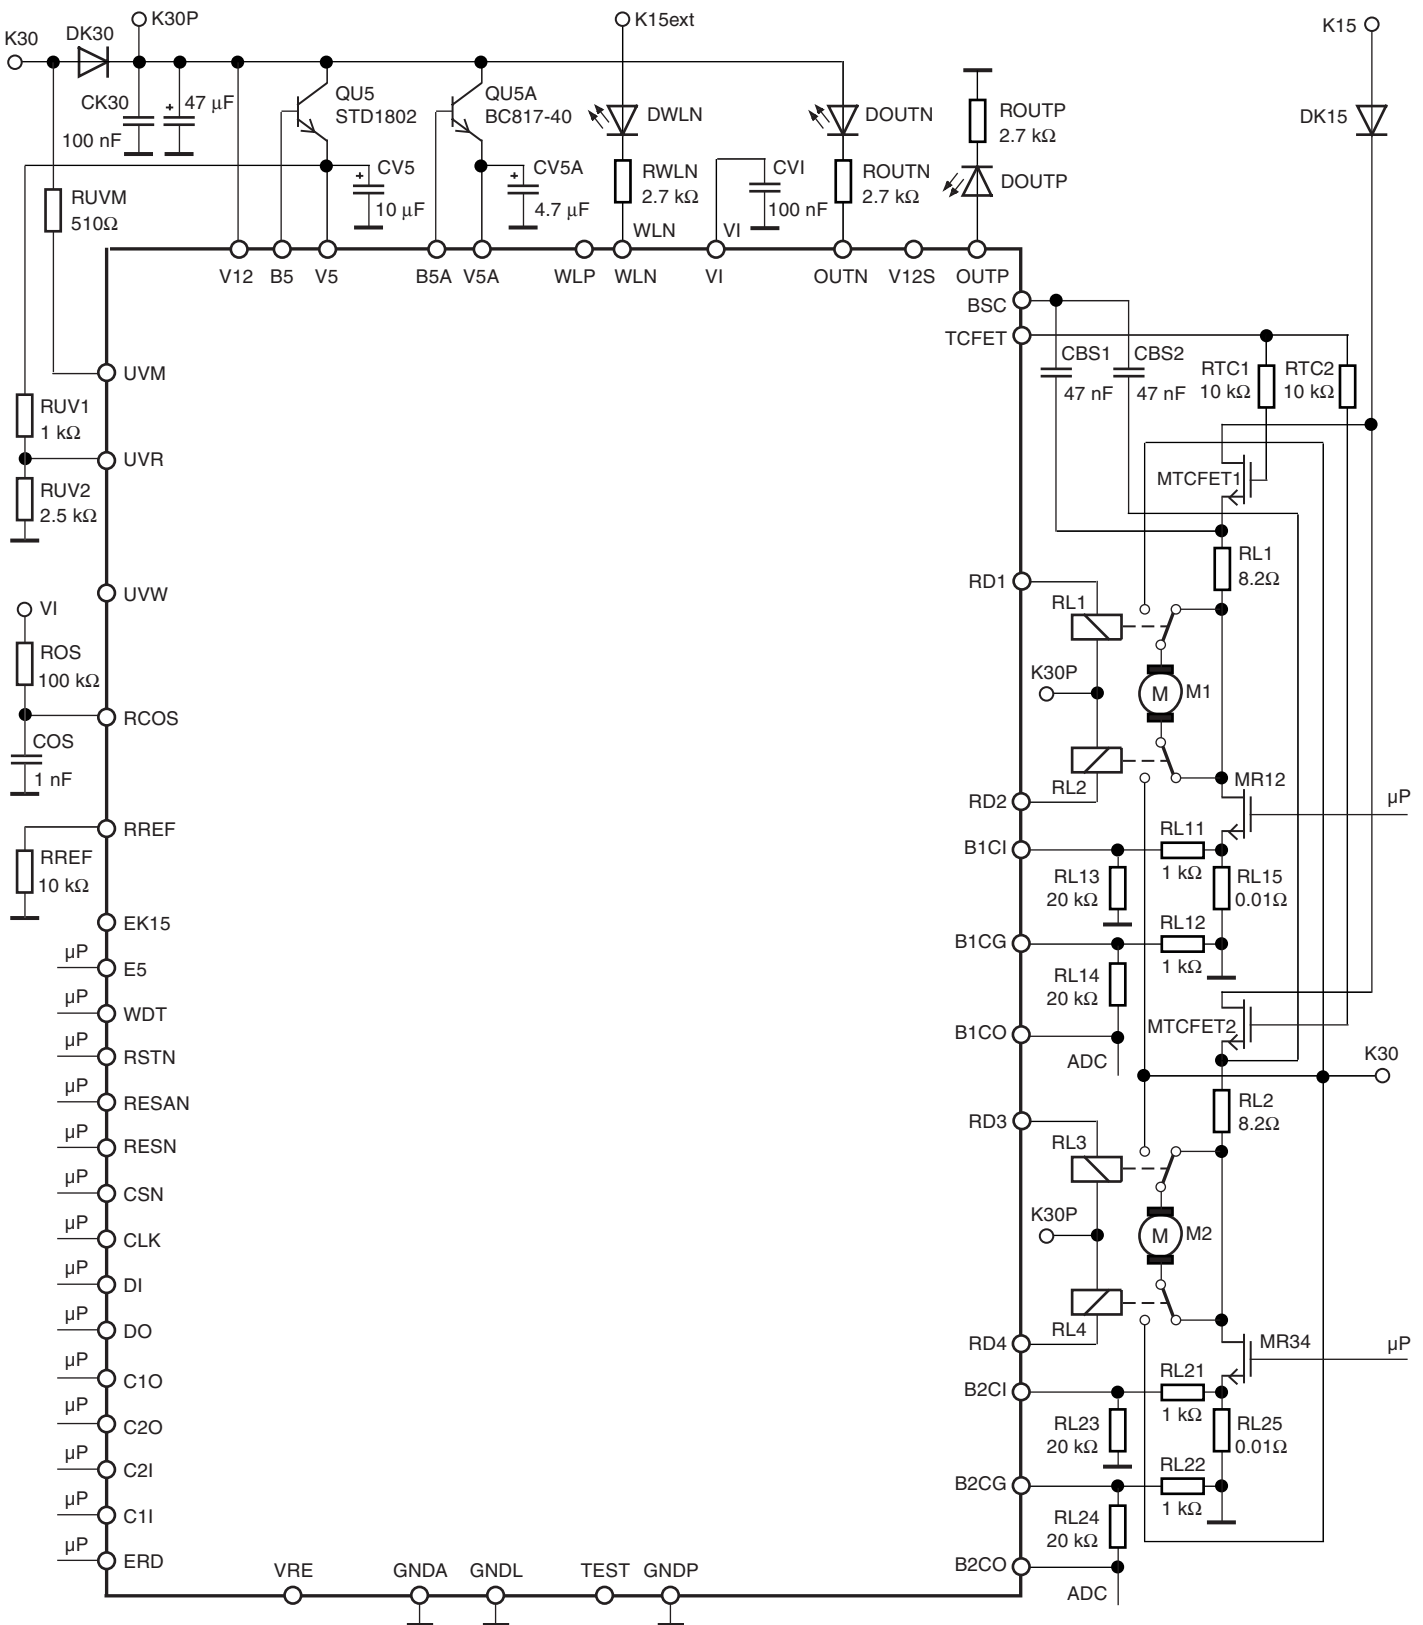 K30
DK30
K30P
K15ext
K15
CK30
100 nF
+
47 µF
QU5
STD1802
QU5A
BC817-40
DWLN
DOUTN
ROUTP
2.7 kΩ
DK15
RUVM
510Ω
+
CV5
10 µF
+
CV5A
4.7 µF
RWLN
2.7 kΩ
CVI
100 nF
ROUTN
2.7 kΩ
DOUTP
WLN
VI
V12
B5
V5
B5A
V5A
WLP
WLN
VI
OUTN
V12S
OUTP
BSC
TCFET
CBS1
47 nF
CBS2
47 nF
RTC1
10 kΩ
RTC2
10 kΩ
UVM
RUV1
1 kΩ
UVR
RUV2
2.5 kΩ
MTCFET1
RL1
8.2Ω
UVW
RD1
RL1
VI
ROS
100 kΩ
K30P
M
M1
RCOS
COS
1 nF
RL2
MR12
µP
RD2
RREF
RREF
10 kΩ
B1CI
RL11
1 kΩ
RL13
20 kΩ
RL15
0.01Ω
EK15
RL12
1 kΩ
B1CG
µP
E5
RL14
20 kΩ
µP
WDT
MTCFET2
B1CO
ADC
K30
µP
RSTN
µP
RESAN
RL2
8.2Ω
RD3
RL3
µP
RESN
µP
CSN
K30P
M
M2
µP
CLK
µP
DI
RL4
µP
DO
RD4
MR34
µP
µP
C1O
B2CI
RL21
1 kΩ
µP
C2O
RL23
20 kΩ
RL25
0.01Ω
µP
C2I
RL22
1 kΩ
B2CG
µP
C1I
RL24
20 kΩ
µP
ERD
B2CO
ADC
VRE
GNDA
GNDL
TEST
GNDP